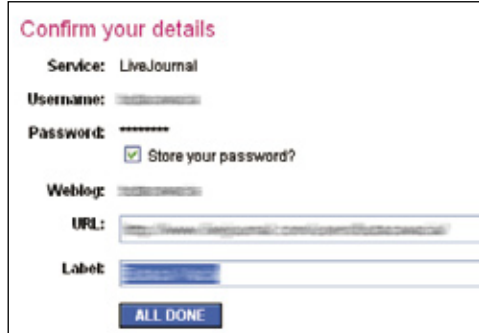 Confirm your details
Service: LiveJournal
Username:
Password: ********
Store your password?
Weblog:
URL:
Label:
ALL DONE